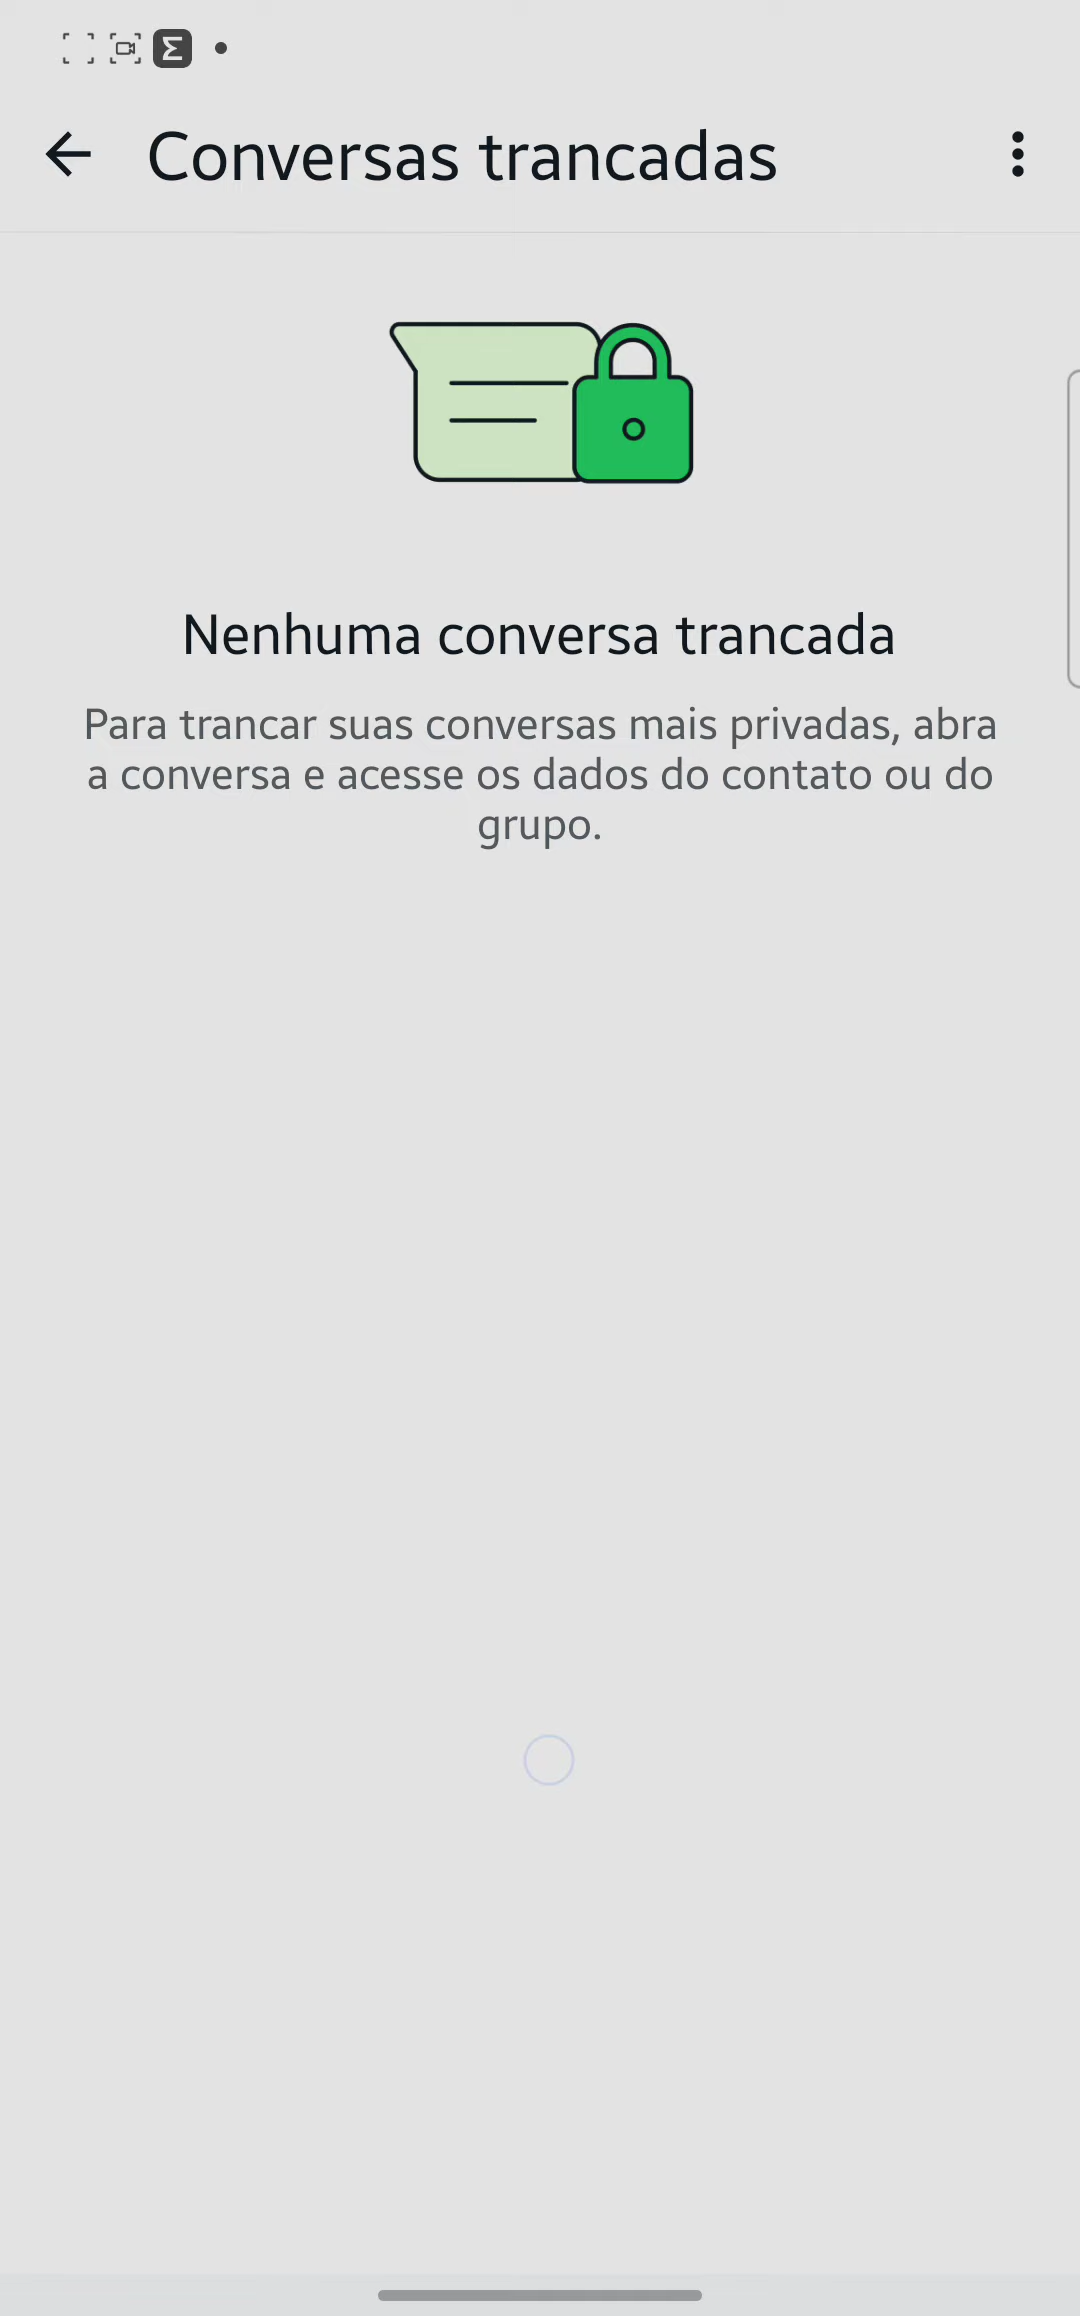 Conversas trancadas
Nenhuma conversa trancada
Para trancar suas conversas mais privadas, abra
a conversa e acesse os dados do contato ou do
grupo.